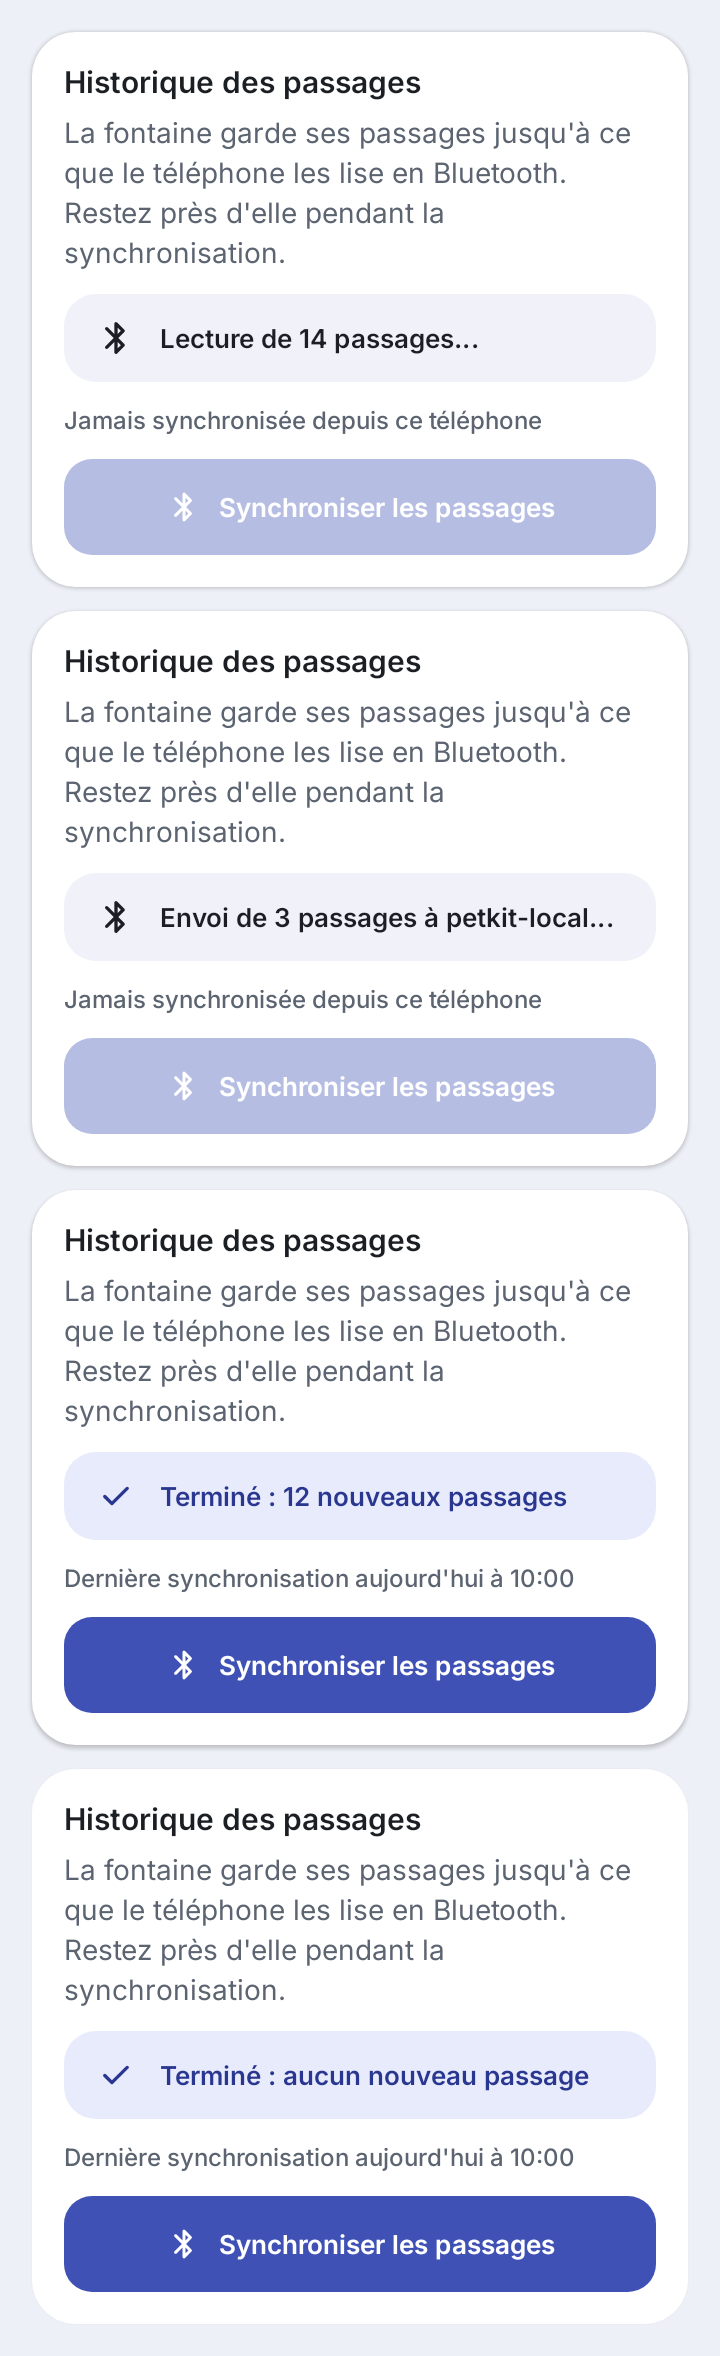 Historique des passages
La fontaine garde ses passages jusqu'à ce
que le téléphone les lise en Bluetooth.
Restez près d'elle pendant la
synchronisation.
Lecture de 14 passages...
Jamais synchronisée depuis ce téléphone
Synchroniser les passages
Historique des passages
La fontaine garde ses passages jusqu'à ce
que le téléphone les lise en Bluetooth.
Restez près d'elle pendant la
synchronisation.
Envoi de 3 passages à petkit-local...
Jamais synchronisée depuis ce téléphone
Synchroniser les passages
Historique des passages
La fontaine garde ses passages jusqu'à ce
que le téléphone les lise en Bluetooth.
Restez près d'elle pendant la
synchronisation.
Terminé : 12 nouveaux passages
Dernière synchronisation aujourd'hui à 10:00
Synchroniser les passages
Historique des passages
La fontaine garde ses passages jusqu'à ce
que le téléphone les lise en Bluetooth.
Restez près d'elle pendant la
synchronisation.
Terminé : aucun nouveau passage
Dernière synchronisation aujourd'hui à 10:00
Synchroniser les passages